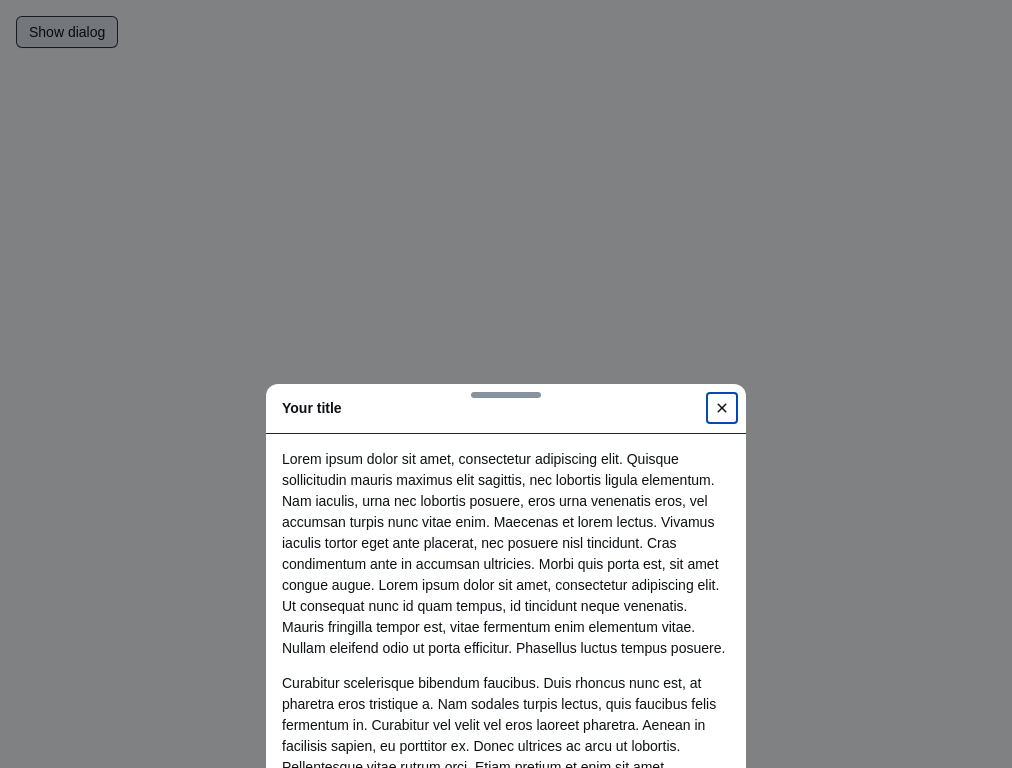 Show dialog
Your title
Lorem ipsum dolor sit amet, consectetur adipiscing elit. Quisque
sollicitudin mauris maximus elit sagittis, nec lobortis ligula elementum.
Nam iaculis, urna nec lobortis posuere, eros urna venenatis eros, vel
accumsan turpis nunc vitae enim. Maecenas et lorem lectus. Vivamus
iaculis tortor eget ante placerat, nec posuere nisl tincidunt. Cras
condimentum ante in accumsan ultricies. Morbi quis porta est, sit amet
congue augue. Lorem ipsum dolor sit amet, consectetur adipiscing elit.
Ut consequat nunc id quam tempus, id tincidunt neque venenatis.
Mauris fringilla tempor est, vitae fermentum enim elementum vitae.
Nullam eleifend odio ut porta efficitur. Phasellus luctus tempus posuere.
Curabitur scelerisque bibendum faucibus. Duis rhoncus nunc est, at
pharetra eros tristique a. Nam sodales turpis lectus, quis faucibus felis
fermentum in. Curabitur vel velit vel eros laoreet pharetra. Aenean in
facilisis sapien, eu porttitor ex. Donec ultrices ac arcu ut lobortis.
Pellentesque vitae rutrum orci. Etiam pretium et enim sit amet